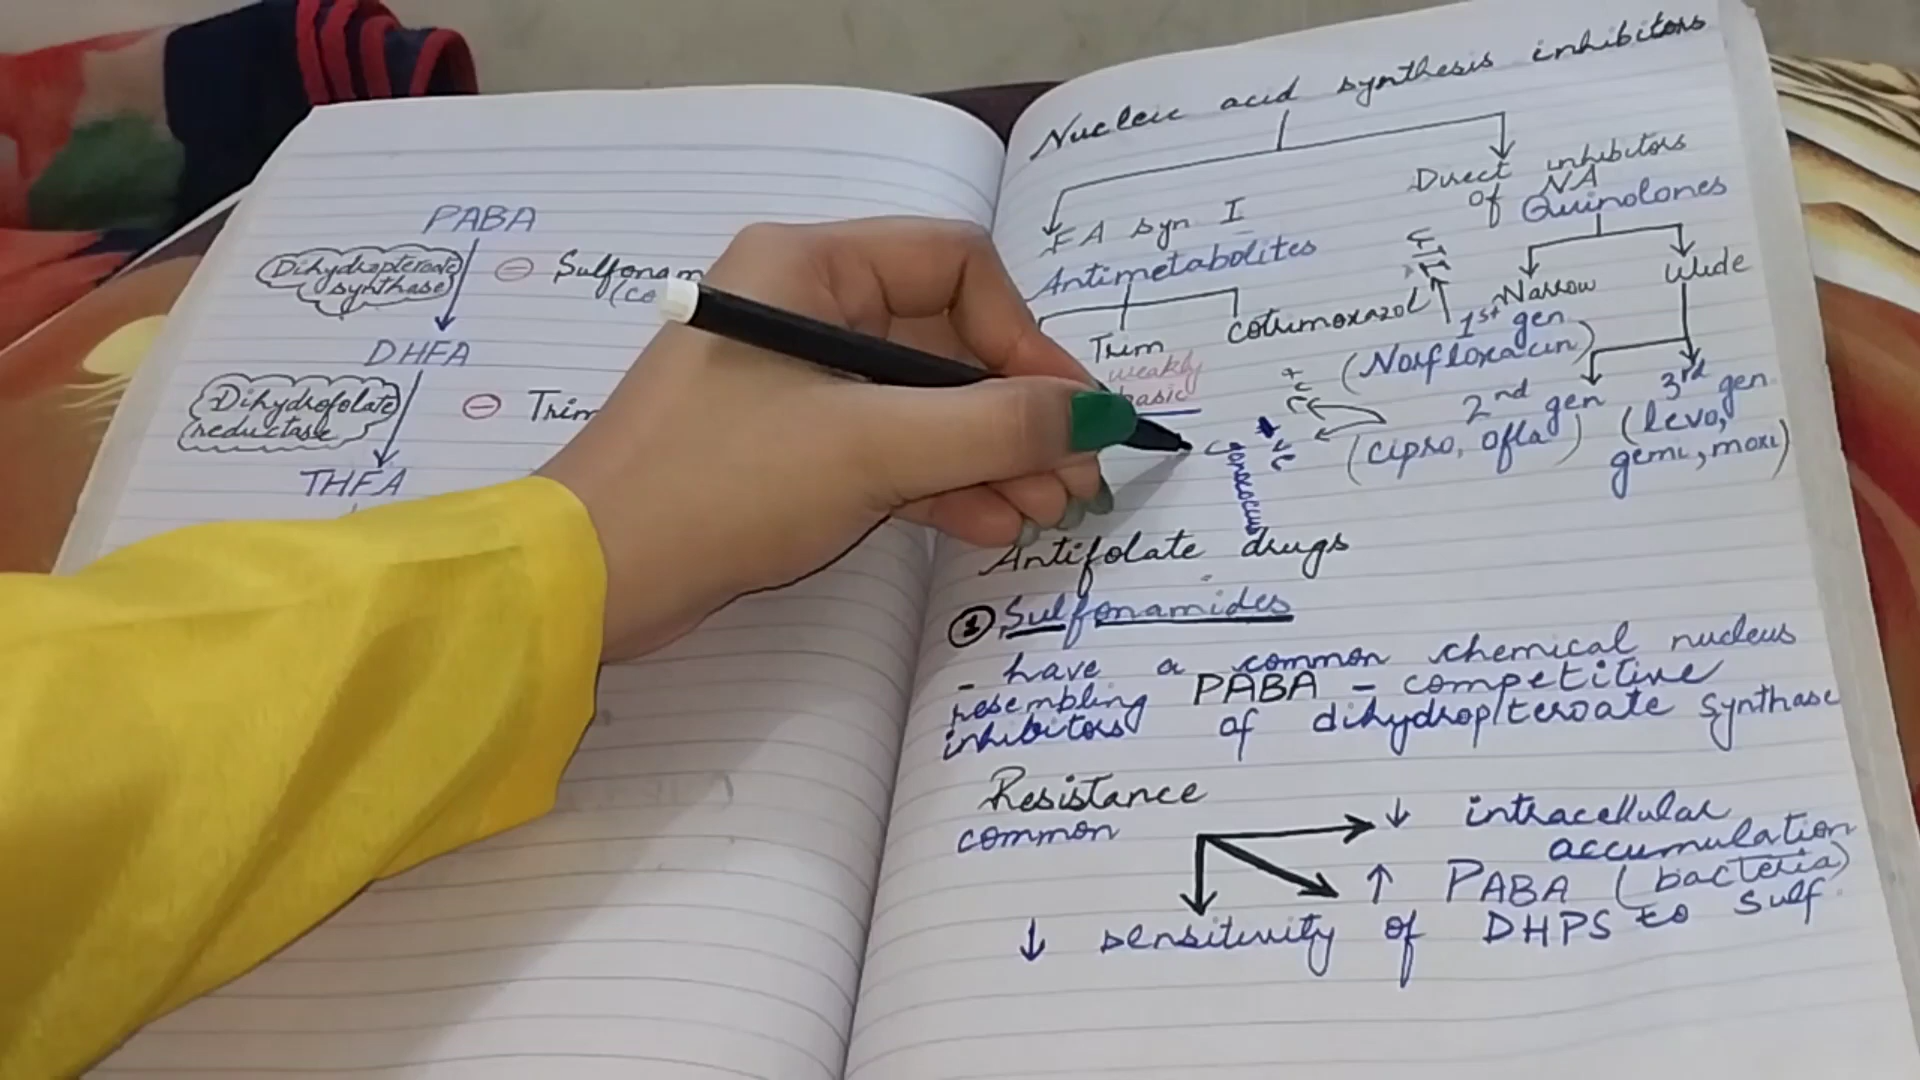 PABA
Dihydropteroate
synthase
Sulfonam
(co
DHFA
Dihydrofolate
reductase
Trim
THFA
Nucleic acid synthesis inhibitors
FA syn I
Antimetabolites
Trim
weakly
basic
Cotrimoxazol
Direct inhibitors
of NA
Quinolones
Narrow
1st gen
(Norfloxacin)
Wide
2nd gen
(cipro, ofla)
3rd gen
(levo,
gemi, moxi)
Gonococcus
Antifolate drugs
1 Sulfonamides
- have a common chemical nucleus
resembling PABA - competitive
inhibitors of dihydropteroate synthase
Resistance
common
↓ intracellular
accumulation
↑ PABA (bacteria)
↓ sensitivity of DHPS to sulf.